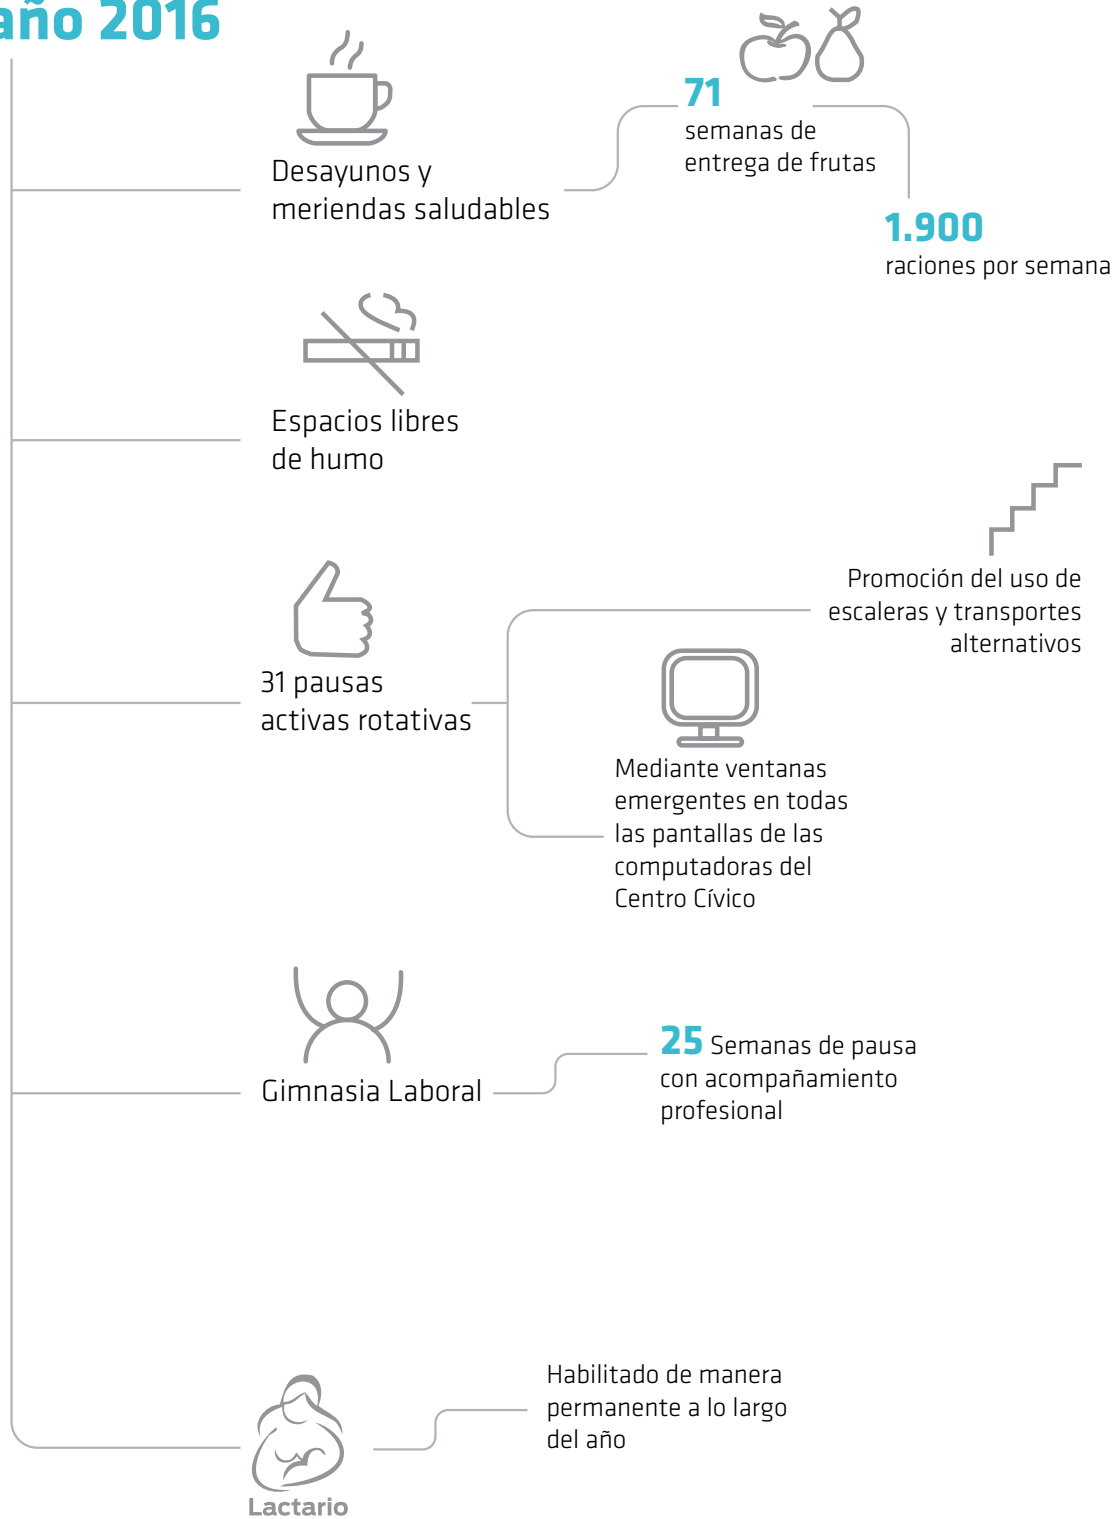 año 2016
71
semanas de
entrega de frutas
Desayunos y
meriendas saludables
1.900
raciones por semana
Espacios libres
de humo
Promoción del uso de
escaleras y transportes
alternativos
31 pausas
activas rotativas
Mediante ventanas
emergentes en todas
las pantallas de las
computadoras del
Centro Cívico
Gimnasia Laboral
25 Semanas de pausa
con acompañamiento
profesional
Habilitado de manera
permanente a lo largo
del año
Lactario